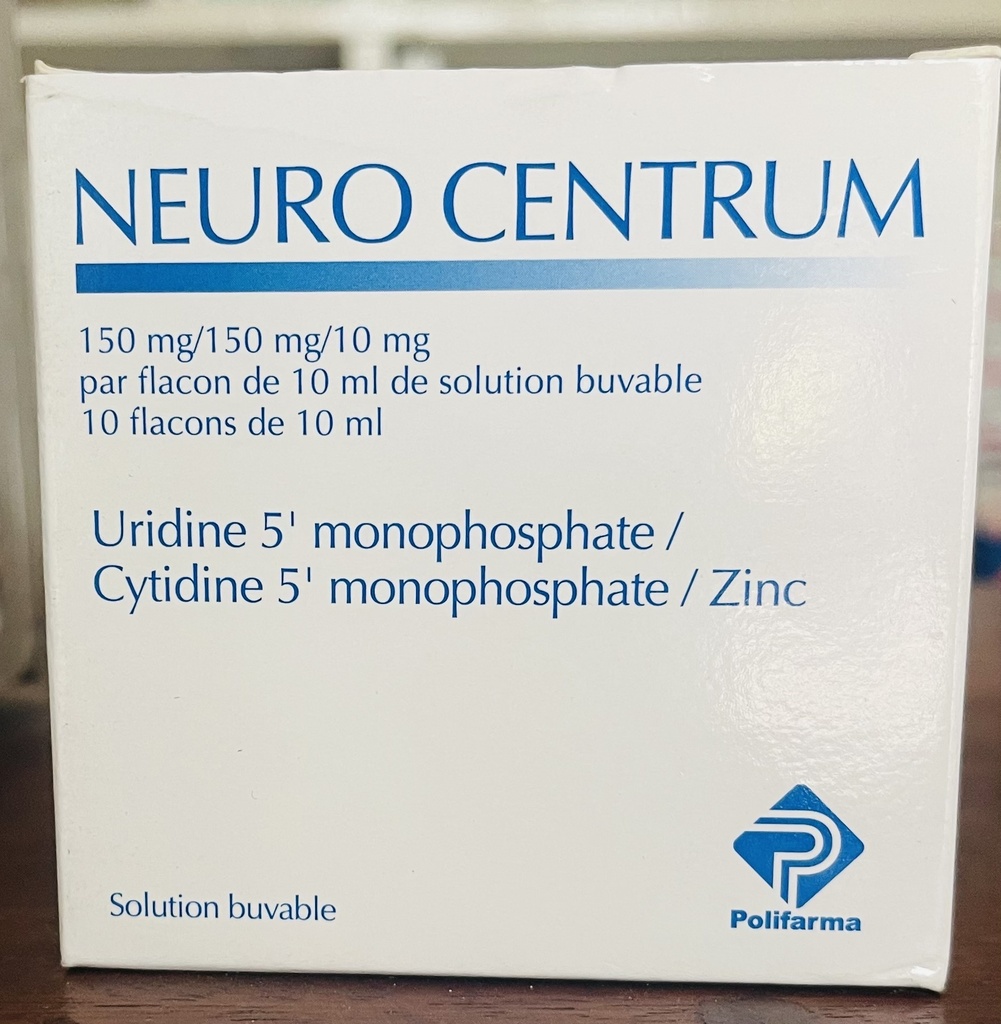 NEURO CENTRUM
150 mg/150 mg/10 mg
par flacon de 10 ml de solution buvable
10 flacons de 10 ml
Uridine 5' monophosphate /
Cytidine 5' monophosphate / Zinc
Solution buvable
Polifarma